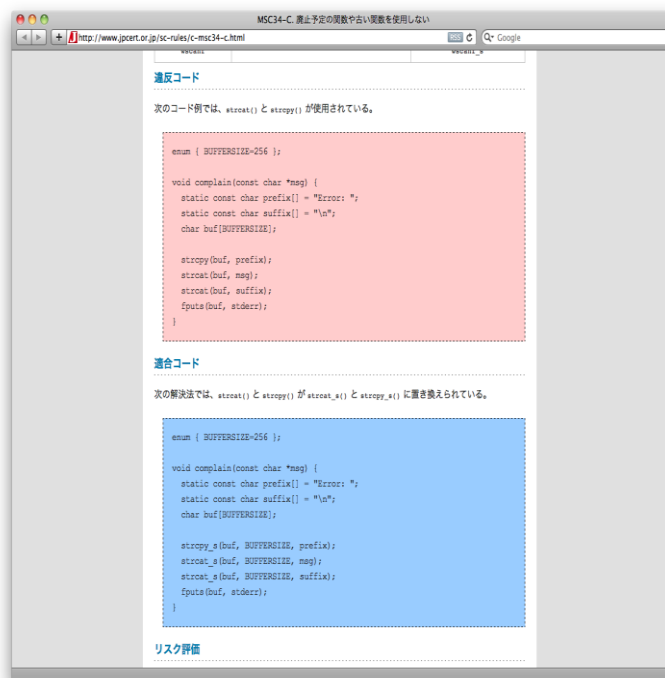 MSC34-C. 廃止予定の関数や古い関数を使用しない
http://www.jpcert.or.jp/sc-rules/c-msc34-c.html RSS Google
違反コード
次のコード例では、strcat() と strcpy() が使用されている。
enum { BUFFERSIZE=256 };
void complain(const char *msg) {
static const char prefix[] = "Error: ";
static const char suffix[] = "\n";
char buf[BUFFERSIZE];
strcpy(buf, prefix);
strcat(buf, msg);
strcat(buf, suffix);
fputs(buf, stderr);
}
適合コード
次の解決法では、strcat() と strcpy() が strcat_s() と strcpy_s() に置き換えられている。
enum { BUFFERSIZE=256 };
void complain(const char *msg) {
static const char prefix[] = "Error: ";
static const char suffix[] = "\n";
char buf[BUFFERSIZE];
strcpy_s(buf, BUFFERSIZE, prefix);
strcat_s(buf, BUFFERSIZE, msg);
strcat_s(buf, BUFFERSIZE, suffix);
fputs(buf, stderr);
}
リスク評価